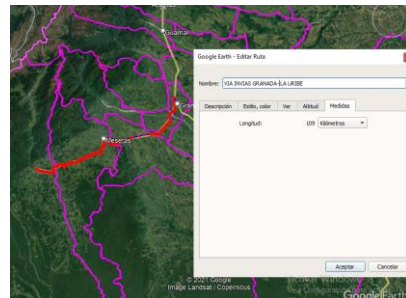 Guamal
Mesetas
Google Earth - Editar Ruta
Nombre: VIA INVIAS GRANADA-LA URIBE
Descripción Estilo, color Ver Altitud Medidas
Longitud: 109 Kilómetros
Aceptar Cancelar
© 2021 Google
Image Landsat / Copernicus
Google Earth